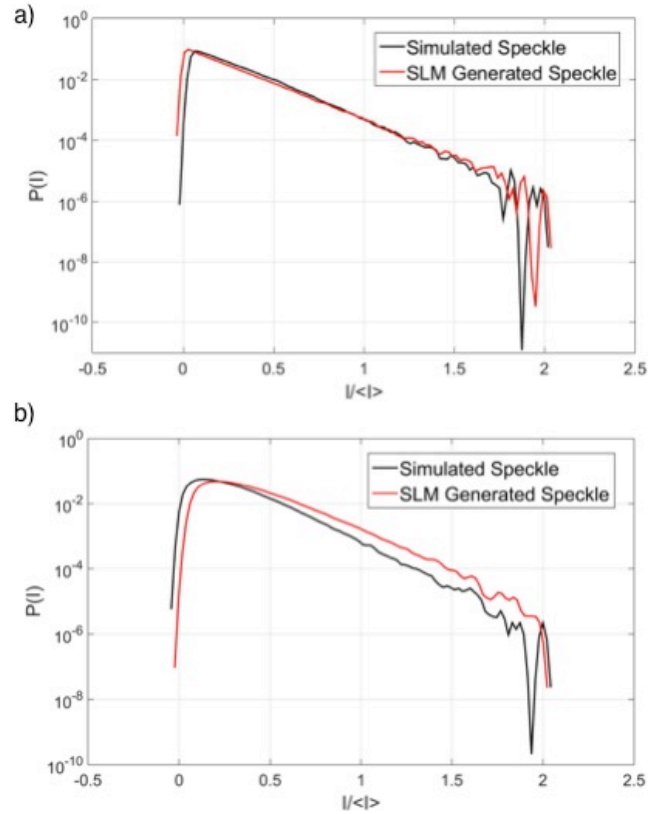 a)
10^0
10^-2
10^-4
10^-6
10^-8
10^-10
P(I)
Simulated Speckle
SLM Generated Speckle
-0.5 0 0.5 1 1.5 2 2.5
I/<I>
b)
10^0
10^-2
10^-4
10^-6
10^-8
10^-10
P(I)
Simulated Speckle
SLM Generated Speckle
-0.5 0 0.5 1 1.5 2 2.5
I/<I>